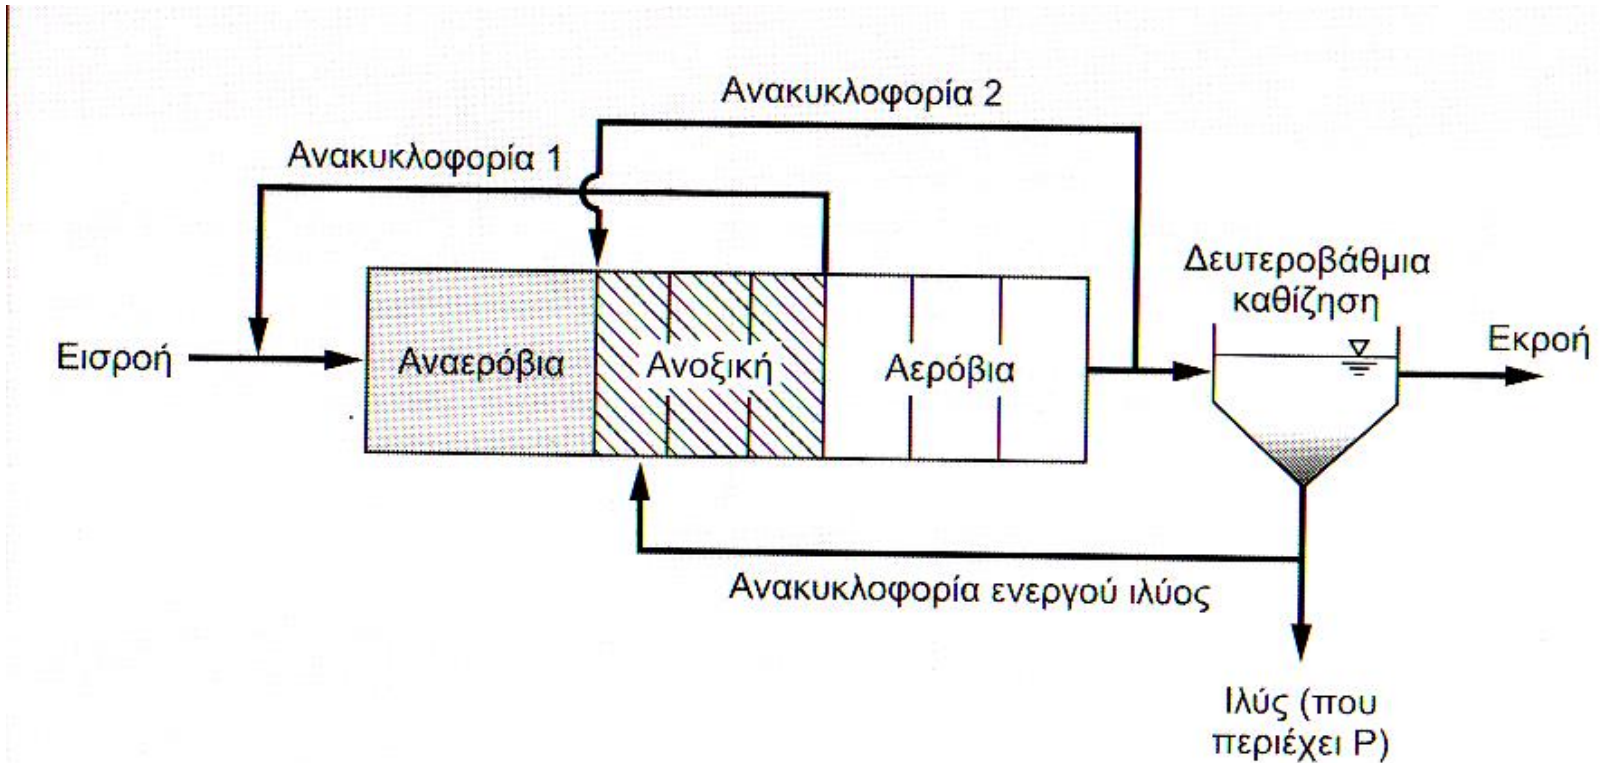 Ανακυκλοφορία 2
Ανακυκλοφορία 1
Δευτεροβάθμια
καθίζηση
Εισροή
Αναερόβια
Ανοξική
Αερόβια
Εκροή
Ανακυκλοφορία ενεργού ιλύος
Ιλύς (που
περιέχει P)